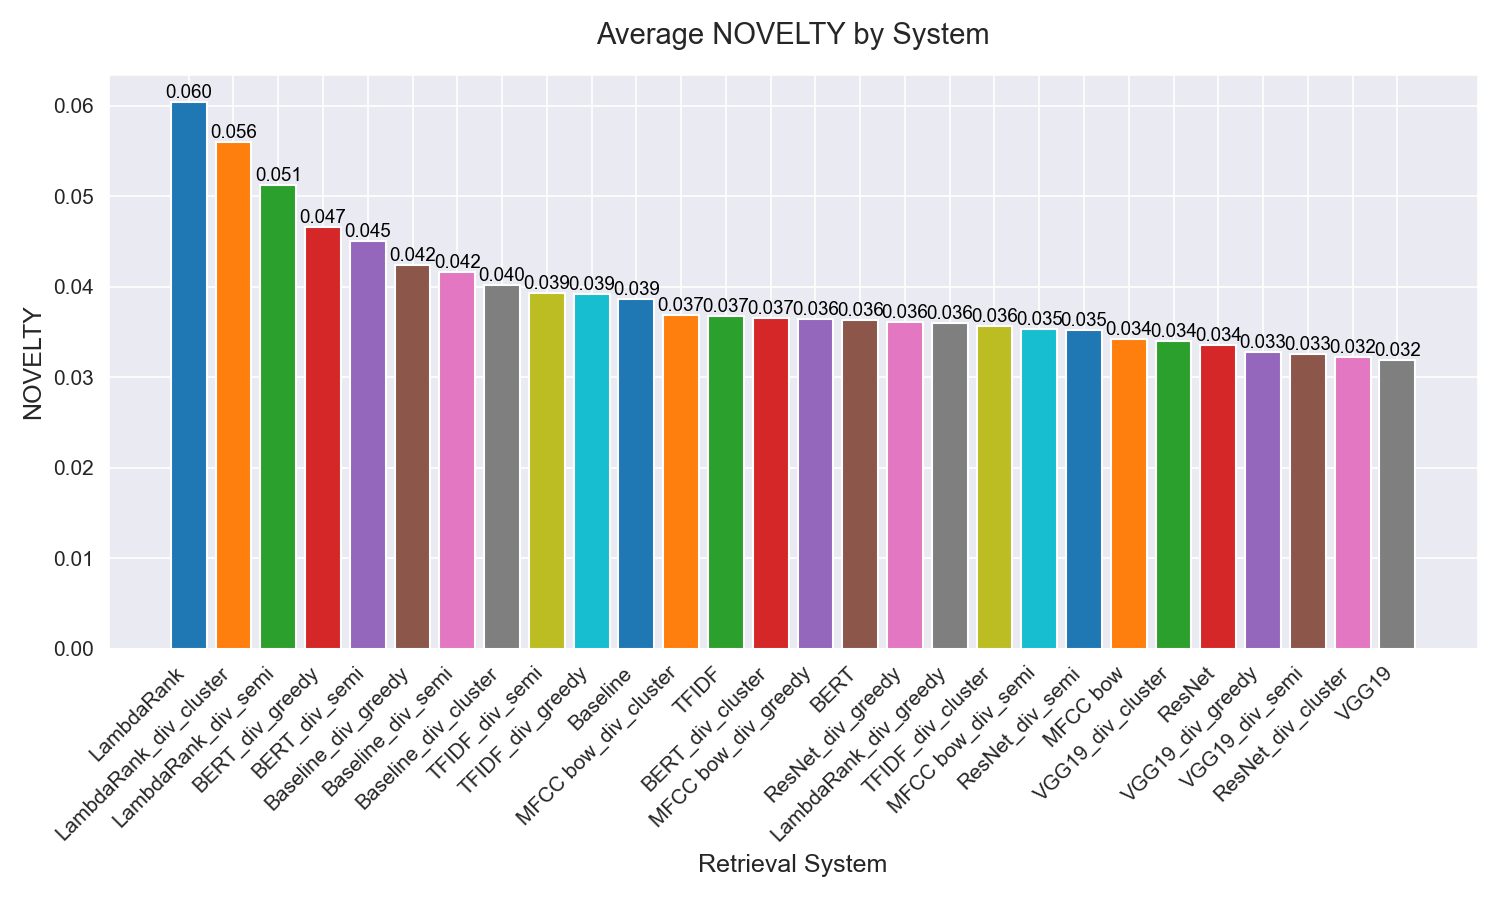 Average NOVELTY by System
NOVELTY
0.06
0.05
0.04
0.03
0.02
0.01
0.00
0.060
0.056
0.051
0.047
0.045
0.042
0.042
0.040
0.039
0.039
0.039
0.037
0.037
0.037
0.036
0.036
0.036
0.036
0.036
0.035
0.035
0.034
0.034
0.034
0.033
0.033
0.032
0.032
LambdaRank
LambdaRank_div_cluster
LambdaRank_div_semi
BERT_div_greedy
BERT_div_semi
Baseline_div_greedy
Baseline_div_semi
Baseline_div_cluster
TFIDF_div_semi
TFIDF_div_greedy
Baseline
MFCC bow_div_cluster
TFIDF
BERT_div_cluster
MFCC bow_div_greedy
BERT
ResNet_div_greedy
LambdaRank_div_greedy
TFIDF_div_cluster
MFCC bow_div_semi
ResNet_div_semi
MFCC bow
VGG19_div_cluster
ResNet
VGG19_div_greedy
VGG19_div_semi
ResNet_div_cluster
VGG19
Retrieval System